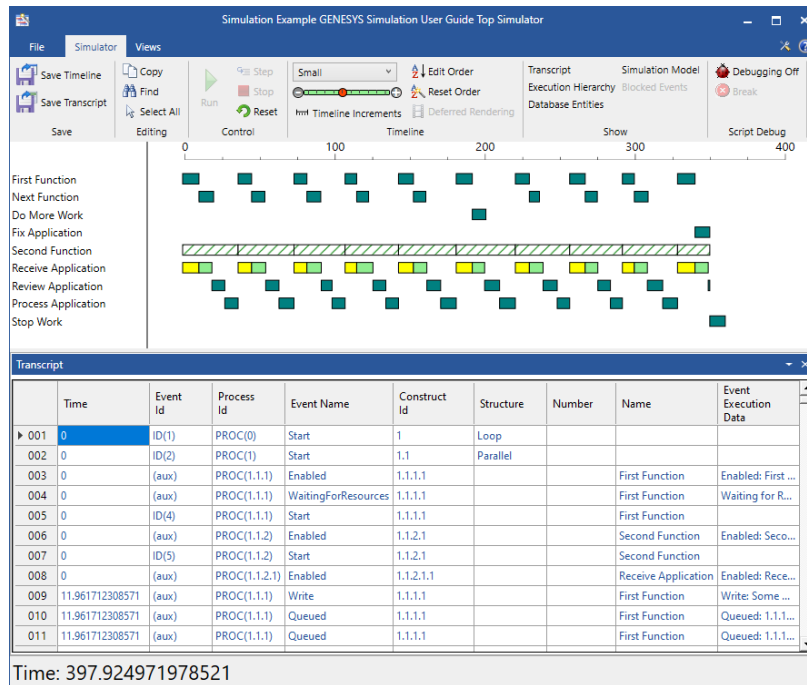 Simulation Example GENESYS Simulation User Guide Top Simulator
File Simulator Views
Save Timeline Copy Step Small Edit Order Transcript Simulation Model Debugging Off
Find Stop Reset Order Execution Hierarchy Blocked Events Break
Save Transcript Select All Run Reset Timeline Increments Deferred Rendering Database Entities
Save Editing Control Timeline Show Script Debug
0 100 200 300 400
First Function
Next Function
Do More Work
Fix Application
Second Function
Receive Application
Review Application
Process Application
Stop Work
Transcript
Time Event Id Process Id Event Name Construct Id Structure Number Name Event Execution Data
001 0 ID(1) PROC(0) Start 1 Loop
002 0 ID(2) PROC(1) Start 1.1 Parallel
003 0 (aux) PROC(1.1.1) Enabled 1.1.1.1 First Function Enabled: First ...
004 0 (aux) PROC(1.1.1) WaitingForResources 1.1.1.1 First Function Waiting for R...
005 0 ID(4) PROC(1.1.1) Start 1.1.1.1 First Function
006 0 (aux) PROC(1.1.2) Enabled 1.1.2.1 Second Function Enabled: Seco...
007 0 ID(5) PROC(1.1.2) Start 1.1.2.1 Second Function
008 0 (aux) PROC(1.1.2.1) Enabled 1.1.2.1.1 Receive Application Enabled: Rece...
009 11.961712308571 (aux) PROC(1.1.1) Write 1.1.1.1 First Function Write: Some ...
010 11.961712308571 (aux) PROC(1.1.1) Queued 1.1.1.1 First Function Queued: 1.1.1...
011 11.961712308571 (aux) PROC(1.1.1) Queued 1.1.1.1 First Function Queued: 1.1.1...
Time: 397.924971978521